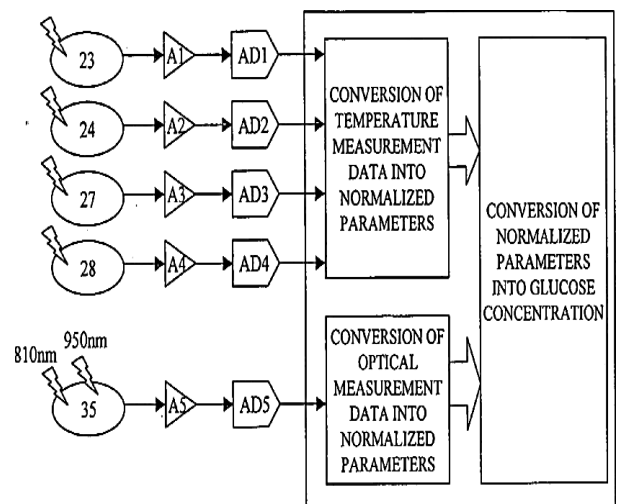 23
A1
AD1
24
A2
AD2
27
A3
AD3
28
A4
AD4
CONVERSION OF
TEMPERATURE
MEASUREMENT
DATA INTO
NORMALIZED
PARAMETERS
810nm
950nm
35
A5
AD5
CONVERSION OF
OPTICAL
MEASUREMENT
DATA INTO
NORMALIZED
PARAMETERS
CONVERSION OF
NORMALIZED
PARAMETERS
INTO GLUCOSE
CONCENTRATION